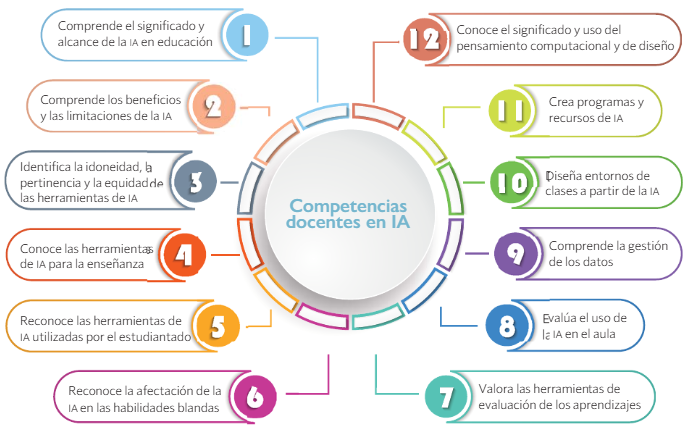 Comprende el significado y
alcance de la IA en educación
1
Comprende los beneficios
y las limitaciones de la IA
2
Identifica la idoneidad, la
pertinencia y la equidad de
las herramientas de IA
3
Conoce las herramientas
de IA para la enseñanza
4
Reconoce las herramientas de
IA utilizadas por el estudiantado
5
Reconoce la afectación de la
IA en las habilidades blandas
6
Competencias
docentes en IA
12
Conoce el significado y uso del
pensamiento computacional y de diseño
11
Crea programas y
recursos de IA
10
Diseña entornos de
clases a partir de la IA
9
Comprende la gestión
de los datos
8
Evalúa el uso de
la IA en el aula
7
Valora las herramientas de
evaluación de los aprendizajes